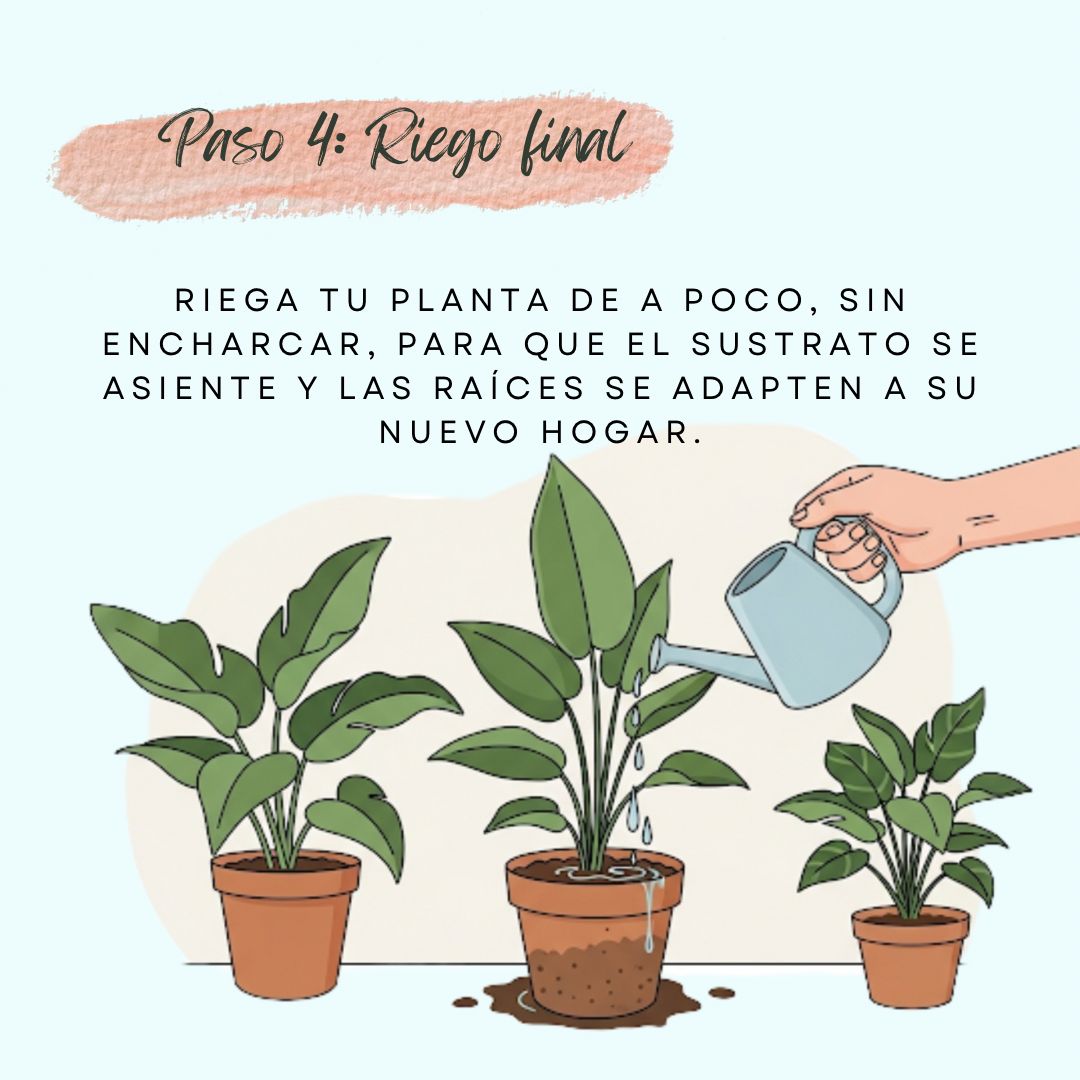 Paso 4: Riego final
RIEGA TU PLANTA DE A POCO, SIN
ENCHARCAR, PARA QUE EL SUSTRATO SE
ASIENTE Y LAS RAÍCES SE ADAPTEN A SU
NUEVO HOGAR.